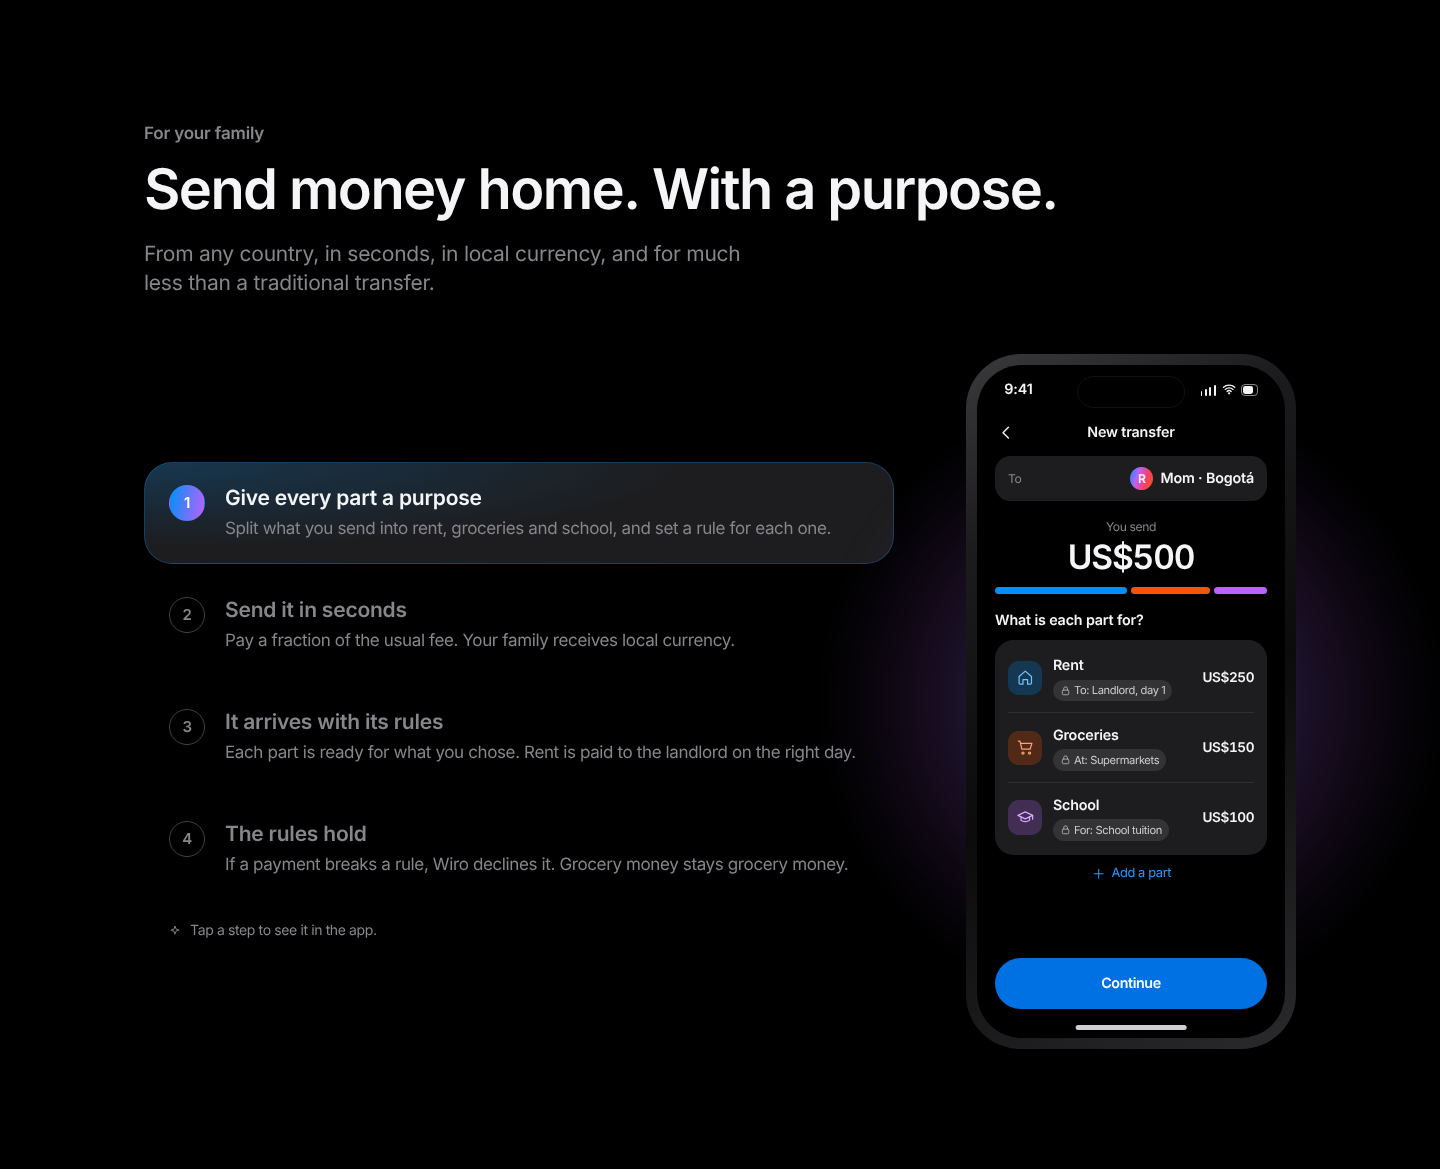 For your family
Send money home. With a purpose.
From any country, in seconds, in local currency, and for much
less than a traditional transfer.
1
Give every part a purpose
Split what you send into rent, groceries and school, and set a rule for each one.
2
Send it in seconds
Pay a fraction of the usual fee. Your family receives local currency.
3
It arrives with its rules
Each part is ready for what you chose. Rent is paid to the landlord on the right day.
4
The rules hold
If a payment breaks a rule, Wiro declines it. Grocery money stays grocery money.
Tap a step to see it in the app.
9:41
New transfer
To
R
Mom · Bogotá
You send
US$500
What is each part for?
Rent
To: Landlord, day 1
US$250
Groceries
At: Supermarkets
US$150
School
For: School tuition
US$100
Add a part
Continue